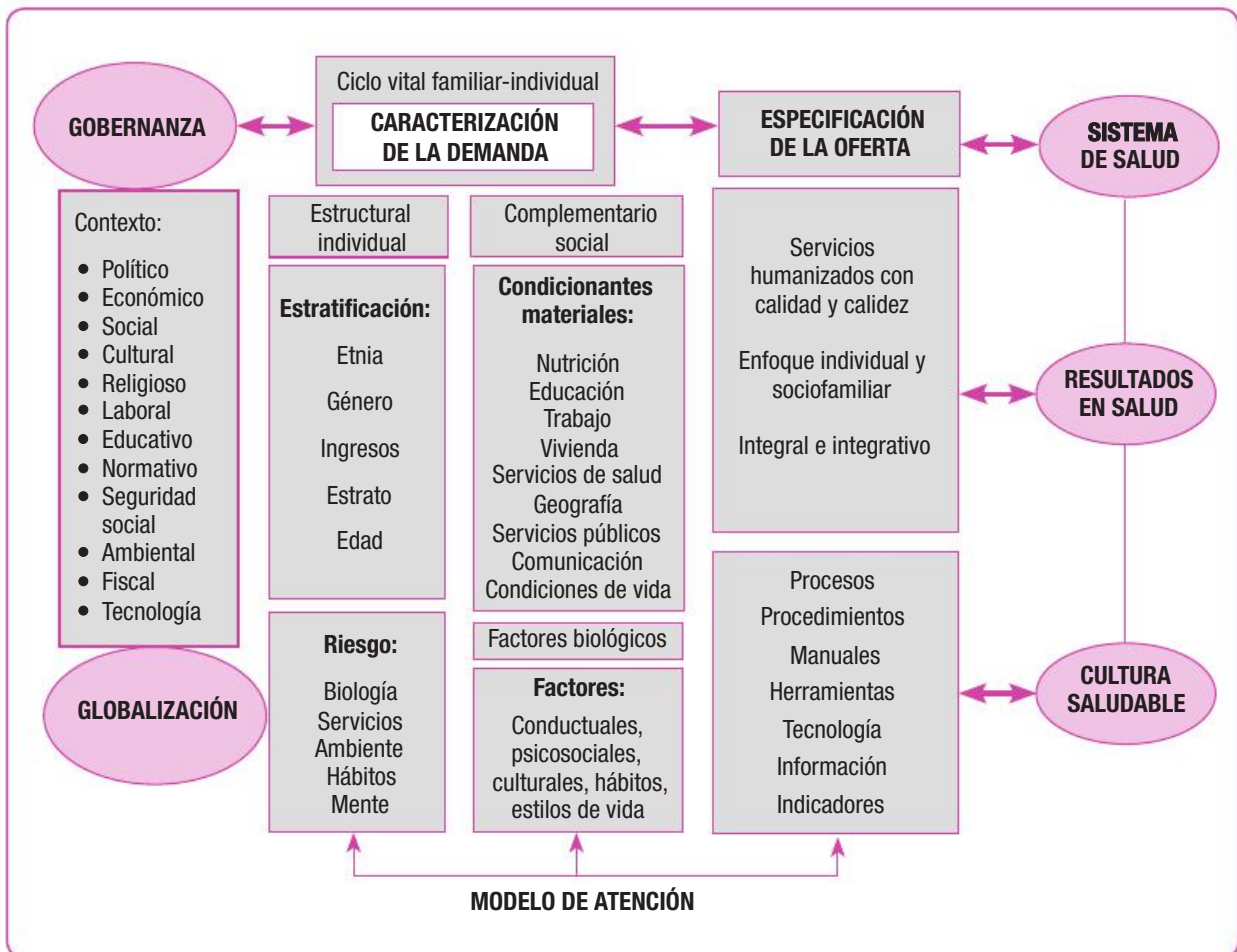 GOBERNANZA
Contexto:
• Político
• Económico
• Social
• Cultural
• Religioso
• Laboral
• Educativo
• Normativo
• Seguridad
social
• Ambiental
• Fiscal
• Tecnología
GLOBALIZACIÓN
Ciclo vital familiar-individual
CARACTERIZACIÓN
DE LA DEMANDA
Estructural
individual
Estratificación:
Etnia
Género
Ingresos
Estrato
Edad
Riesgo:
Biología
Servicios
Ambiente
Hábitos
Mente
Complementario
social
Condicionantes
materiales:
Nutrición
Educación
Trabajo
Vivienda
Servicios de salud
Geografía
Servicios públicos
Comunicación
Condiciones de vida
Factores biológicos
Factores:
Conductuales,
psicosociales,
culturales, hábitos,
estilos de vida
ESPECIFICACIÓN
DE LA OFERTA
Servicios
humanizados con
calidad y calidez
Enfoque individual y
sociofamiliar
Integral e integrativo
Procesos
Procedimientos
Manuales
Herramientas
Tecnología
Información
Indicadores
SISTEMA
DE SALUD
RESULTADOS
EN SALUD
CULTURA
SALUDABLE
MODELO DE ATENCIÓN